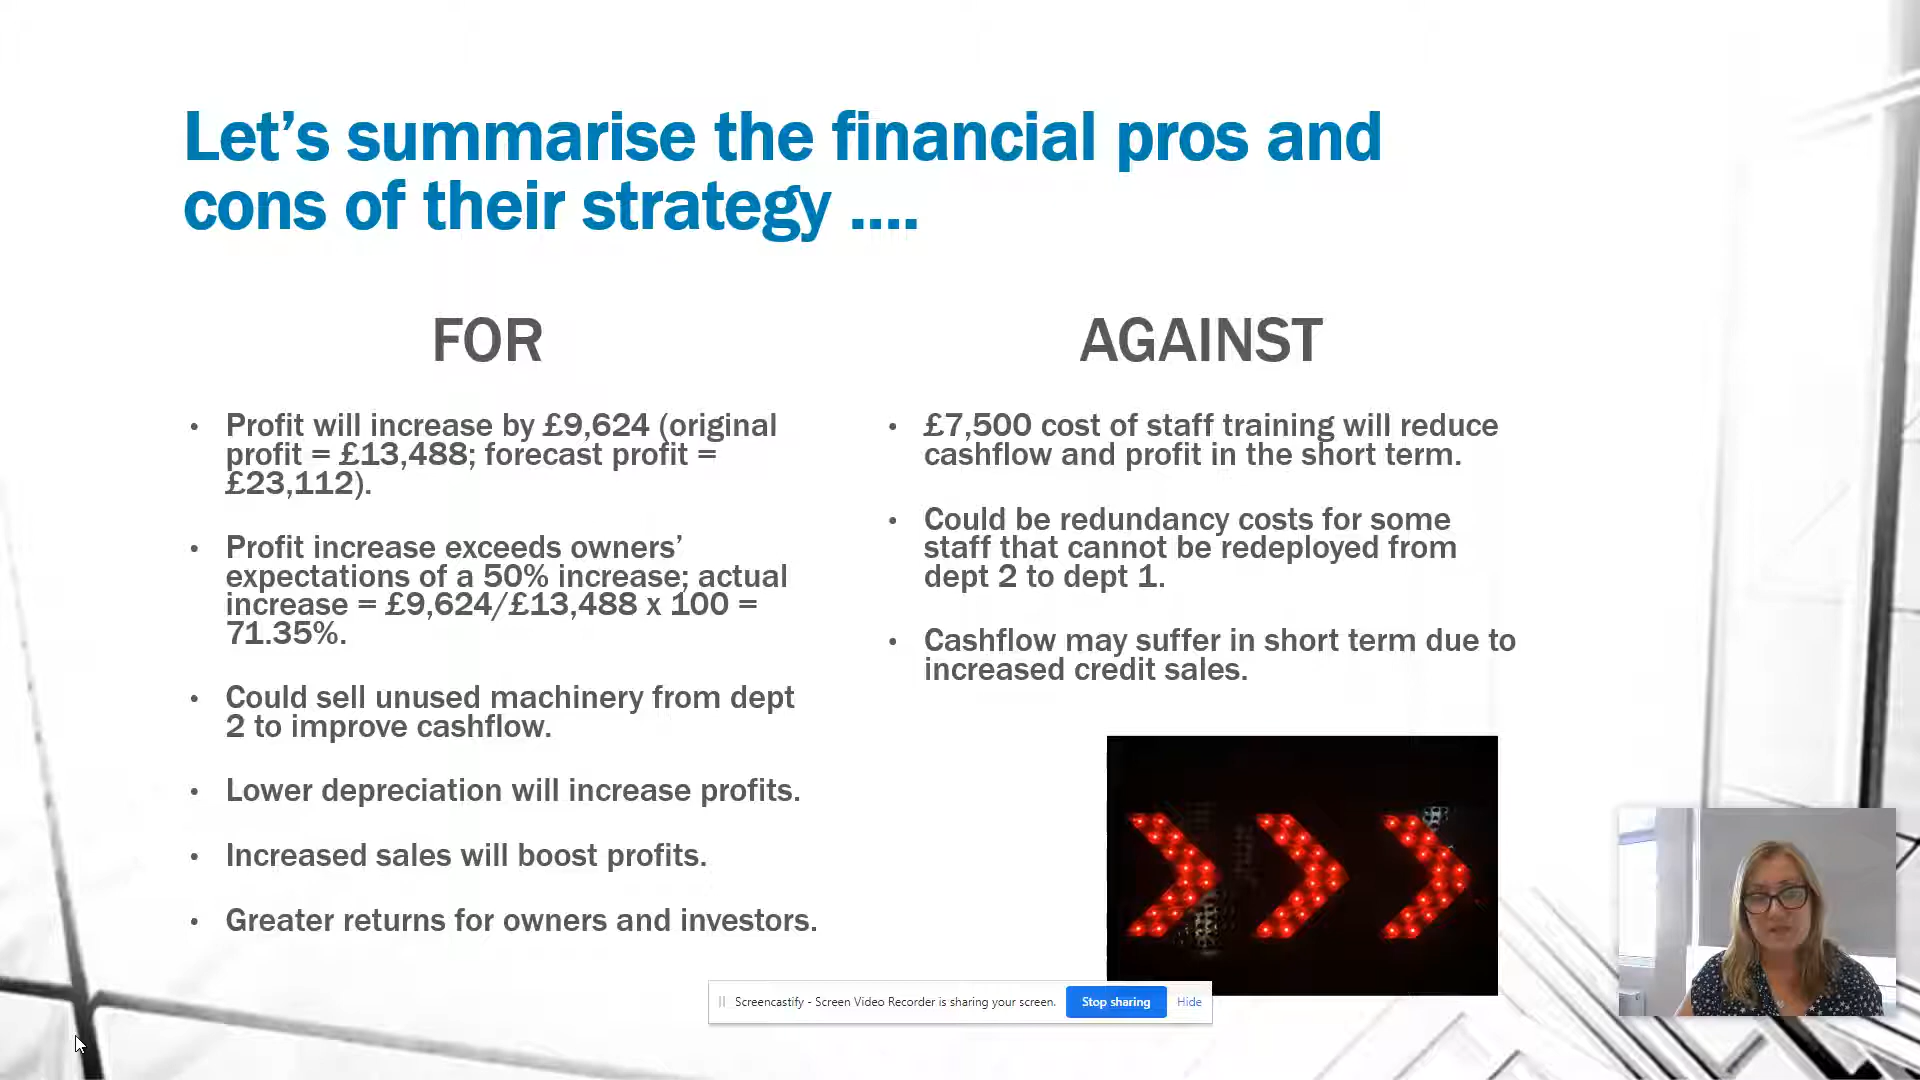 Let’s summarise the financial pros and
cons of their strategy ....
FOR
• Profit will increase by £9,624 (original
profit = £13,488; forecast profit =
£23,112).
• Profit increase exceeds owners’
expectations of a 50% increase; actual
increase = £9,624/£13,488 x 100 =
71.35%.
• Could sell unused machinery from dept
2 to improve cashflow.
• Lower depreciation will increase profits.
• Increased sales will boost profits.
• Greater returns for owners and investors.
AGAINST
• £7,500 cost of staff training will reduce
cashflow and profit in the short term.
• Could be redundancy costs for some
staff that cannot be redeployed from
dept 2 to dept 1.
• Cashflow may suffer in short term due to
increased credit sales.
Screencastify - Screen Video Recorder is sharing your screen. Stop sharing Hide